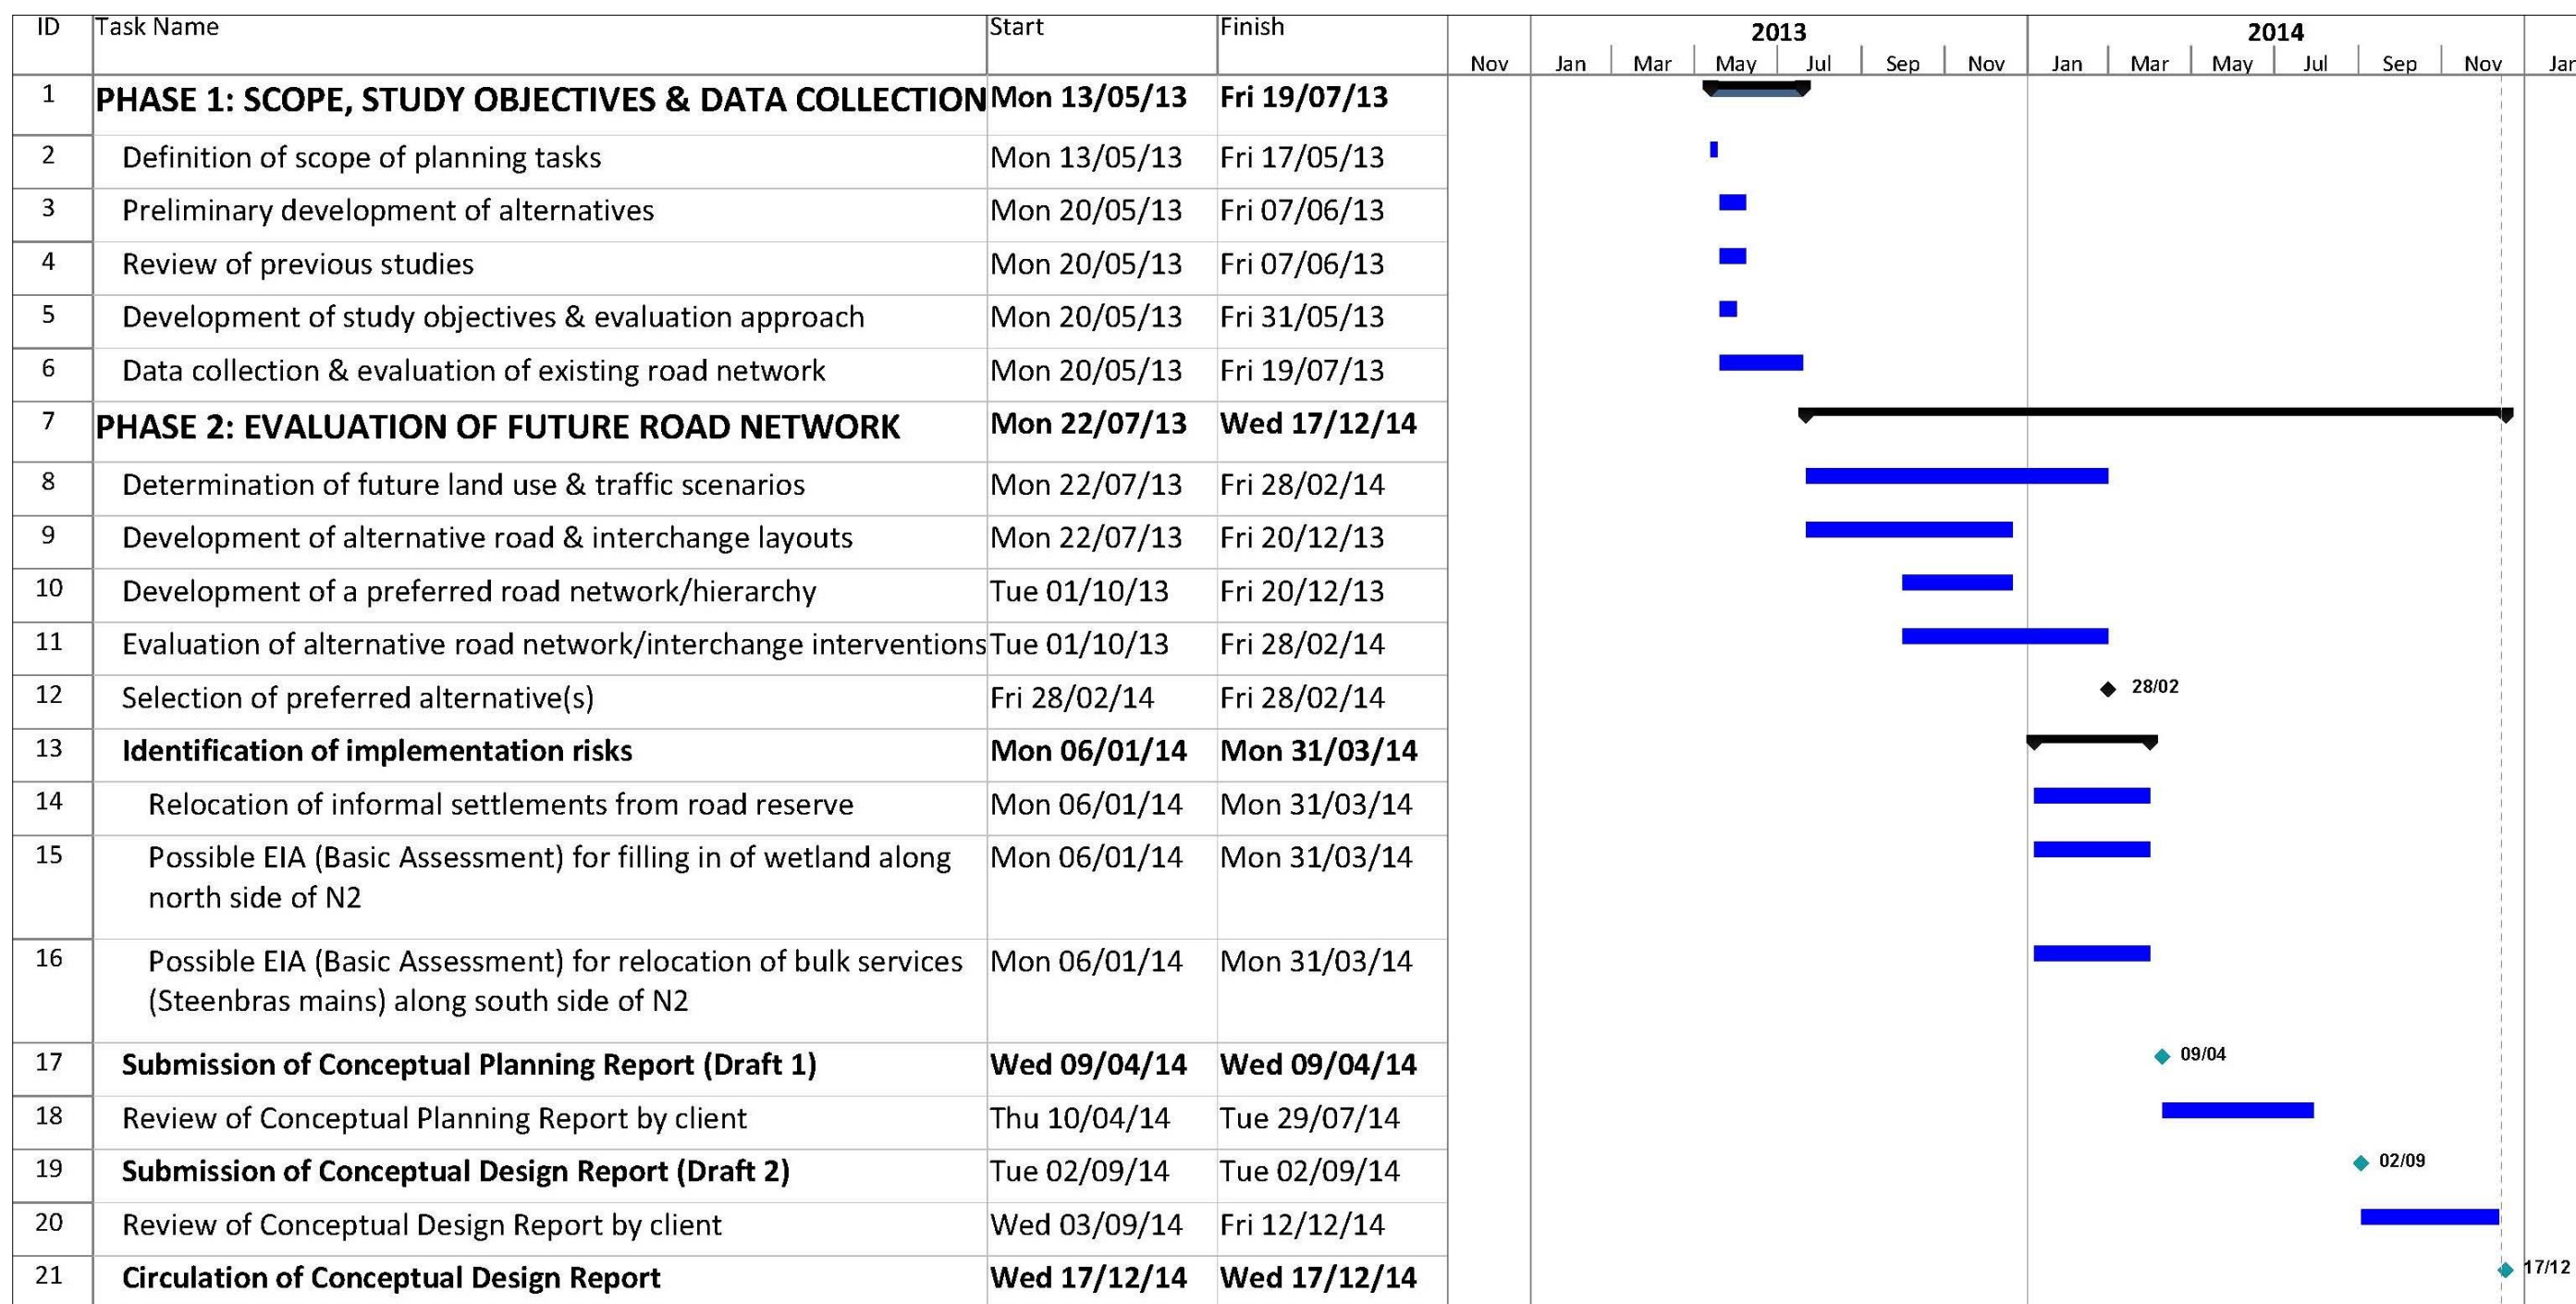 ID Task Name Start Finish 2013 2014
Nov Jan Mar May Jul Sep Nov Jan Mar May Jul Sep Nov Jan
1 PHASE 1: SCOPE, STUDY OBJECTIVES & DATA COLLECTION Mon 13/05/13 Fri 19/07/13
2 Definition of scope of planning tasks Mon 13/05/13 Fri 17/05/13
3 Preliminary development of alternatives Mon 20/05/13 Fri 07/06/13
4 Review of previous studies Mon 20/05/13 Fri 07/06/13
5 Development of study objectives & evaluation approach Mon 20/05/13 Fri 31/05/13
6 Data collection & evaluation of existing road network Mon 20/05/13 Fri 19/07/13
7 PHASE 2: EVALUATION OF FUTURE ROAD NETWORK Mon 22/07/13 Wed 17/12/14
8 Determination of future land use & traffic scenarios Mon 22/07/13 Fri 28/02/14
9 Development of alternative road & interchange layouts Mon 22/07/13 Fri 20/12/13
10 Development of a preferred road network/hierarchy Tue 01/10/13 Fri 20/12/13
11 Evaluation of alternative road network/interchange interventions Tue 01/10/13 Fri 28/02/14
12 Selection of preferred alternative(s) Fri 28/02/14 Fri 28/02/14 28/02
13 Identification of implementation risks Mon 06/01/14 Mon 31/03/14
14 Relocation of informal settlements from road reserve Mon 06/01/14 Mon 31/03/14
15 Possible EIA (Basic Assessment) for filling in of wetland along Mon 06/01/14 Mon 31/03/14
north side of N2
16 Possible EIA (Basic Assessment) for relocation of bulk services Mon 06/01/14 Mon 31/03/14
(Steenbras mains) along south side of N2
17 Submission of Conceptual Planning Report (Draft 1) Wed 09/04/14 Wed 09/04/14 09/04
18 Review of Conceptual Planning Report by client Thu 10/04/14 Tue 29/07/14
19 Submission of Conceptual Design Report (Draft 2) Tue 02/09/14 Tue 02/09/14 02/09
20 Review of Conceptual Design Report by client Wed 03/09/14 Fri 12/12/14
21 Circulation of Conceptual Design Report Wed 17/12/14 Wed 17/12/14 17/12